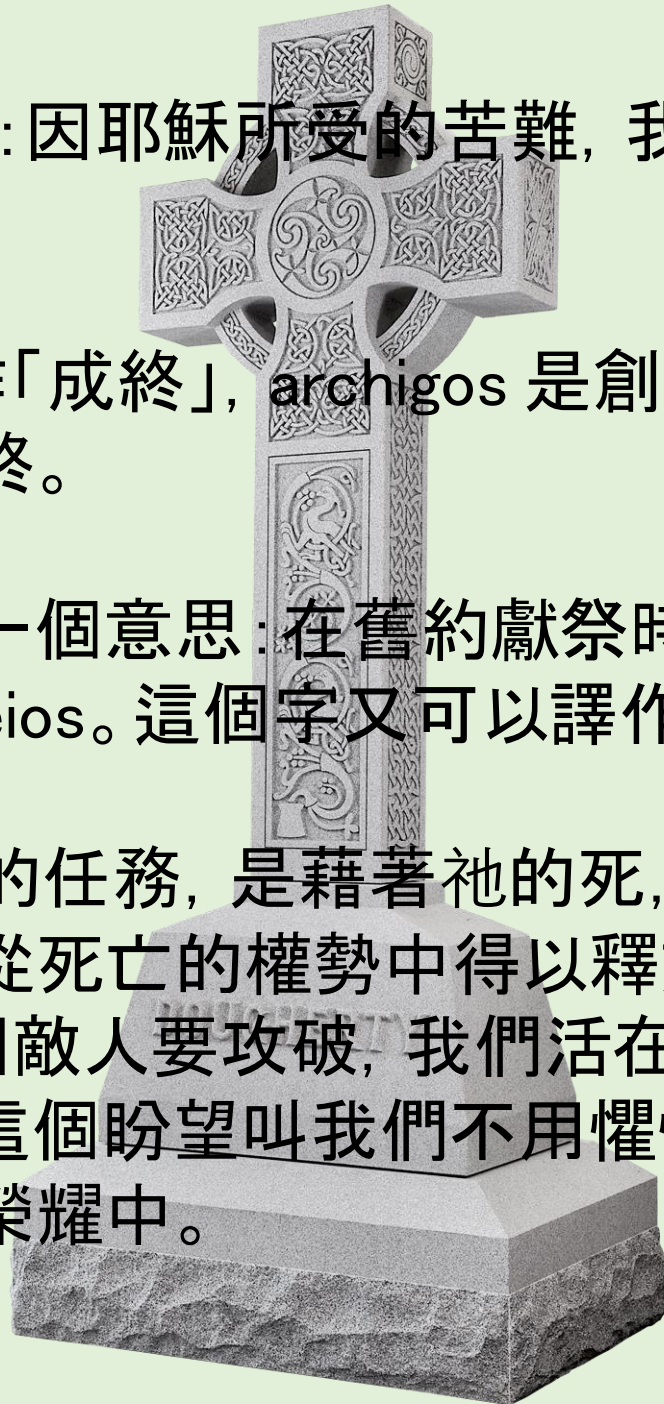 ：因耶穌所受的苦難，
「成終」，archigos 是創
終。
一個意思：在舊約獻祭時
eios。這個字又可以譯作
的任務，是藉著祂的死，
從死亡的權勢中得以釋
DOUGHERTY
敵人要攻破，我們活在
這個盼望叫我們不用懼
榮耀中。